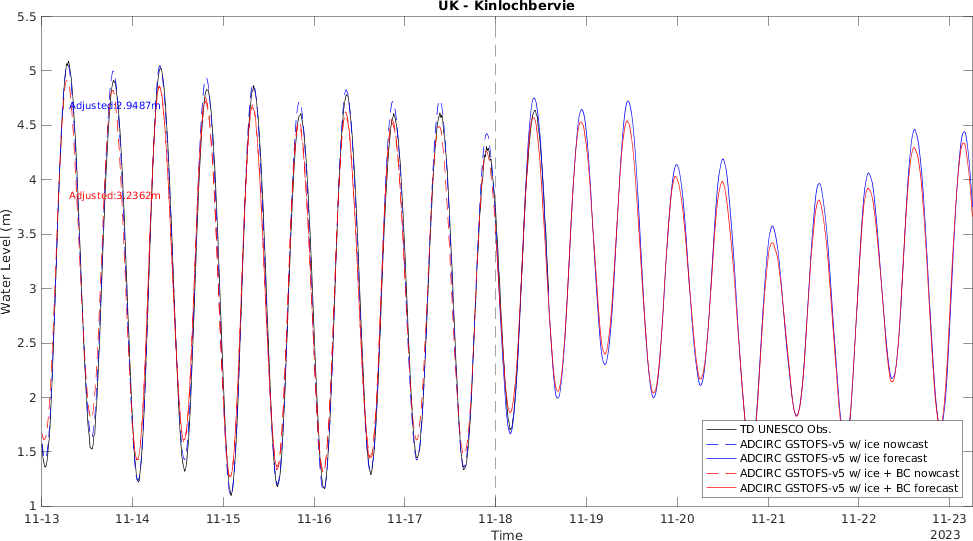 UK - Kinlochbervie
5.5
5
4.5
4
3.5
3
2.5
2
1.5
1
Water Level (m)
Adjusted:2.9487m
Adjusted:3.2362m
TD UNESCO Obs.
ADCIRC GSTOFS-v5 w/ ice nowcast
ADCIRC GSTOFS-v5 w/ ice forecast
ADCIRC GSTOFS-v5 w/ ice + BC nowcast
ADCIRC GSTOFS-v5 w/ ice + BC forecast
11-13 11-14 11-15 11-16 11-17 11-18 11-19 11-20 11-21 11-22 11-23
Time
2023